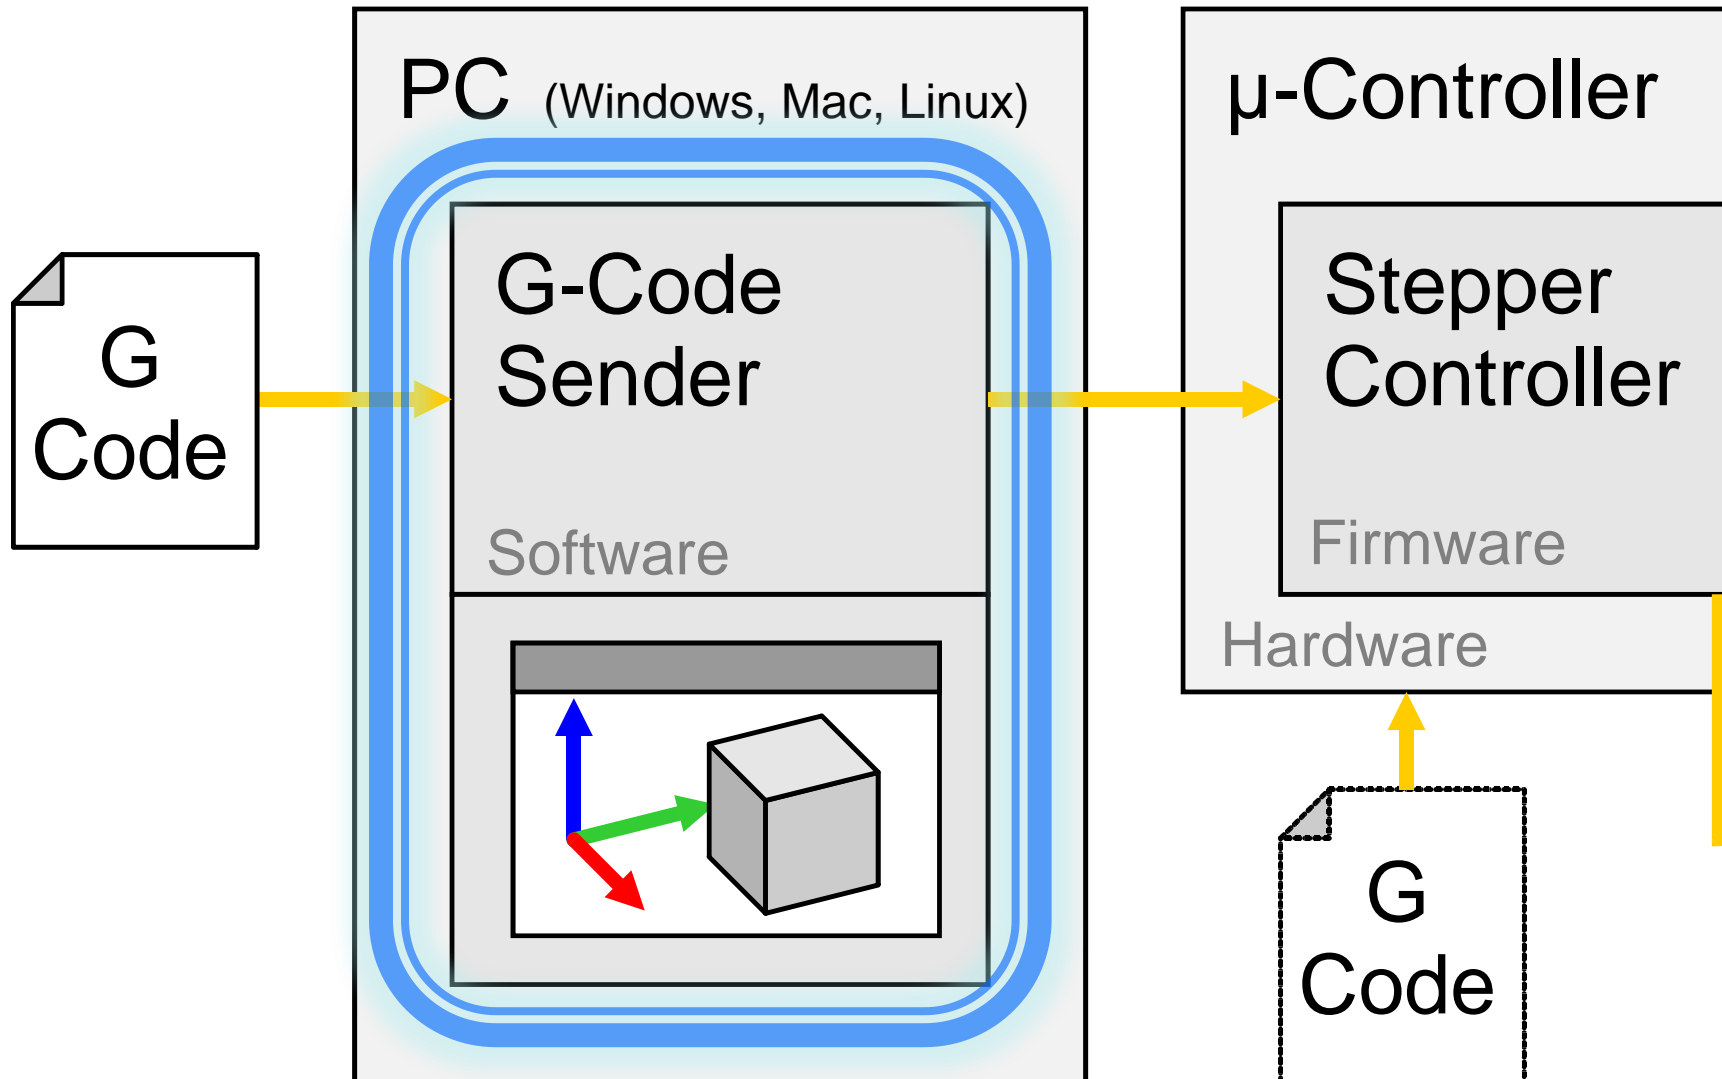 PC (Windows, Mac, Linux)
G-Code
Sender
Software
G
Code
µ-Controller
Stepper
Controller
Firmware
Hardware
G
Code